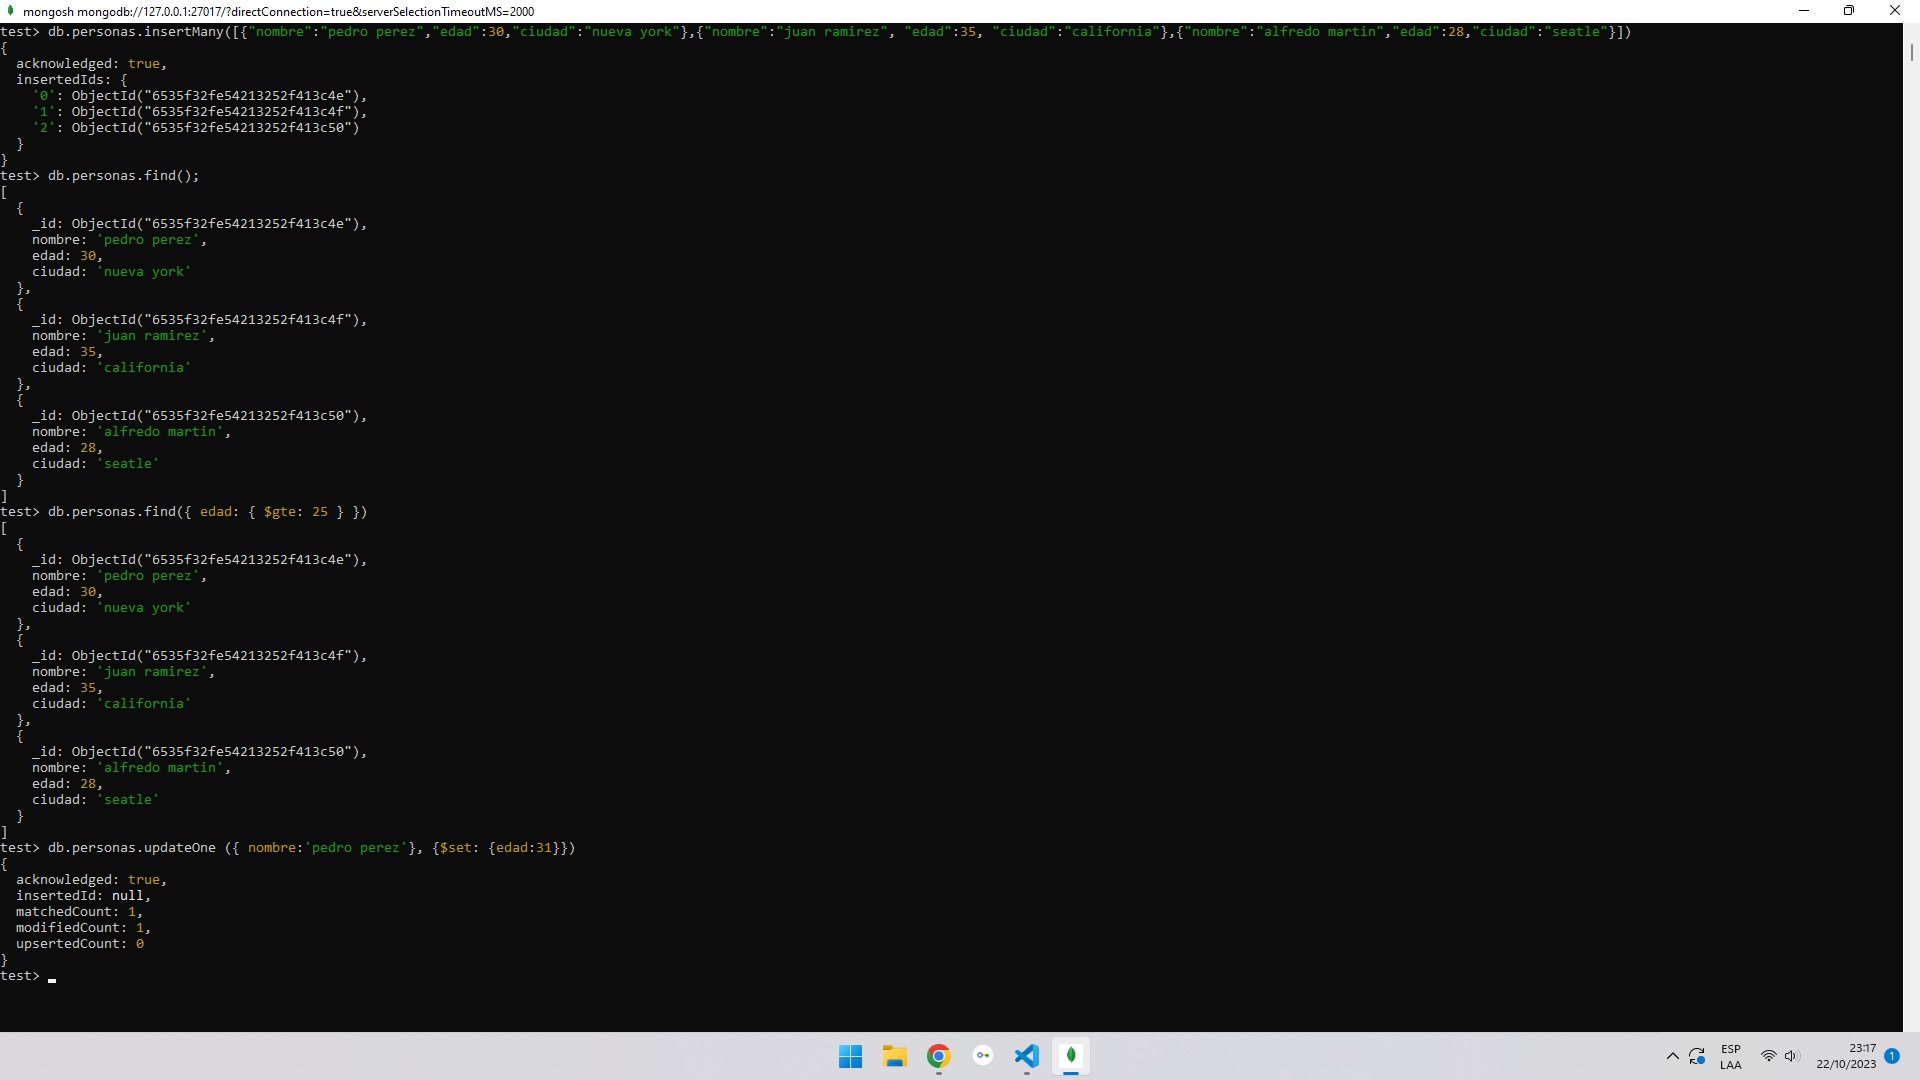 mongosh mongodb://127.0.0.1:27017/?directConnection=true&serverSelectionTimeoutMS=2000
test> db.personas.insertMany([{"nombre":"pedro perez","edad":30,"ciudad":"nueva york"},{"nombre":"juan ramirez", "edad":35, "ciudad":"california"},{"nombre":"alfredo martin","edad":28,"ciudad":"seatle"}])
{
  acknowledged: true,
  insertedIds: {
    '0': ObjectId("6535f32fe54213252f413c4e"),
    '1': ObjectId("6535f32fe54213252f413c4f"),
    '2': ObjectId("6535f32fe54213252f413c50")
  }
}
test> db.personas.find();
[
  {
    _id: ObjectId("6535f32fe54213252f413c4e"),
    nombre: 'pedro perez',
    edad: 30,
    ciudad: 'nueva york'
  },
  {
    _id: ObjectId("6535f32fe54213252f413c4f"),
    nombre: 'juan ramirez',
    edad: 35,
    ciudad: 'california'
  },
  {
    _id: ObjectId("6535f32fe54213252f413c50"),
    nombre: 'alfredo martin',
    edad: 28,
    ciudad: 'seatle'
  }
]
test> db.personas.find({ edad: { $gte: 25 } })
[
  {
    _id: ObjectId("6535f32fe54213252f413c4e"),
    nombre: 'pedro perez',
    edad: 30,
    ciudad: 'nueva york'
  },
  {
    _id: ObjectId("6535f32fe54213252f413c4f"),
    nombre: 'juan ramirez',
    edad: 35,
    ciudad: 'california'
  },
  {
    _id: ObjectId("6535f32fe54213252f413c50"),
    nombre: 'alfredo martin',
    edad: 28,
    ciudad: 'seatle'
  }
]
test> db.personas.updateOne ({ nombre:'pedro perez'}, {$set: {edad:31}})
{
  acknowledged: true,
  insertedId: null,
  matchedCount: 1,
  modifiedCount: 1,
  upsertedCount: 0
}
test>
ESP
LAA
23:17
22/10/2023
1